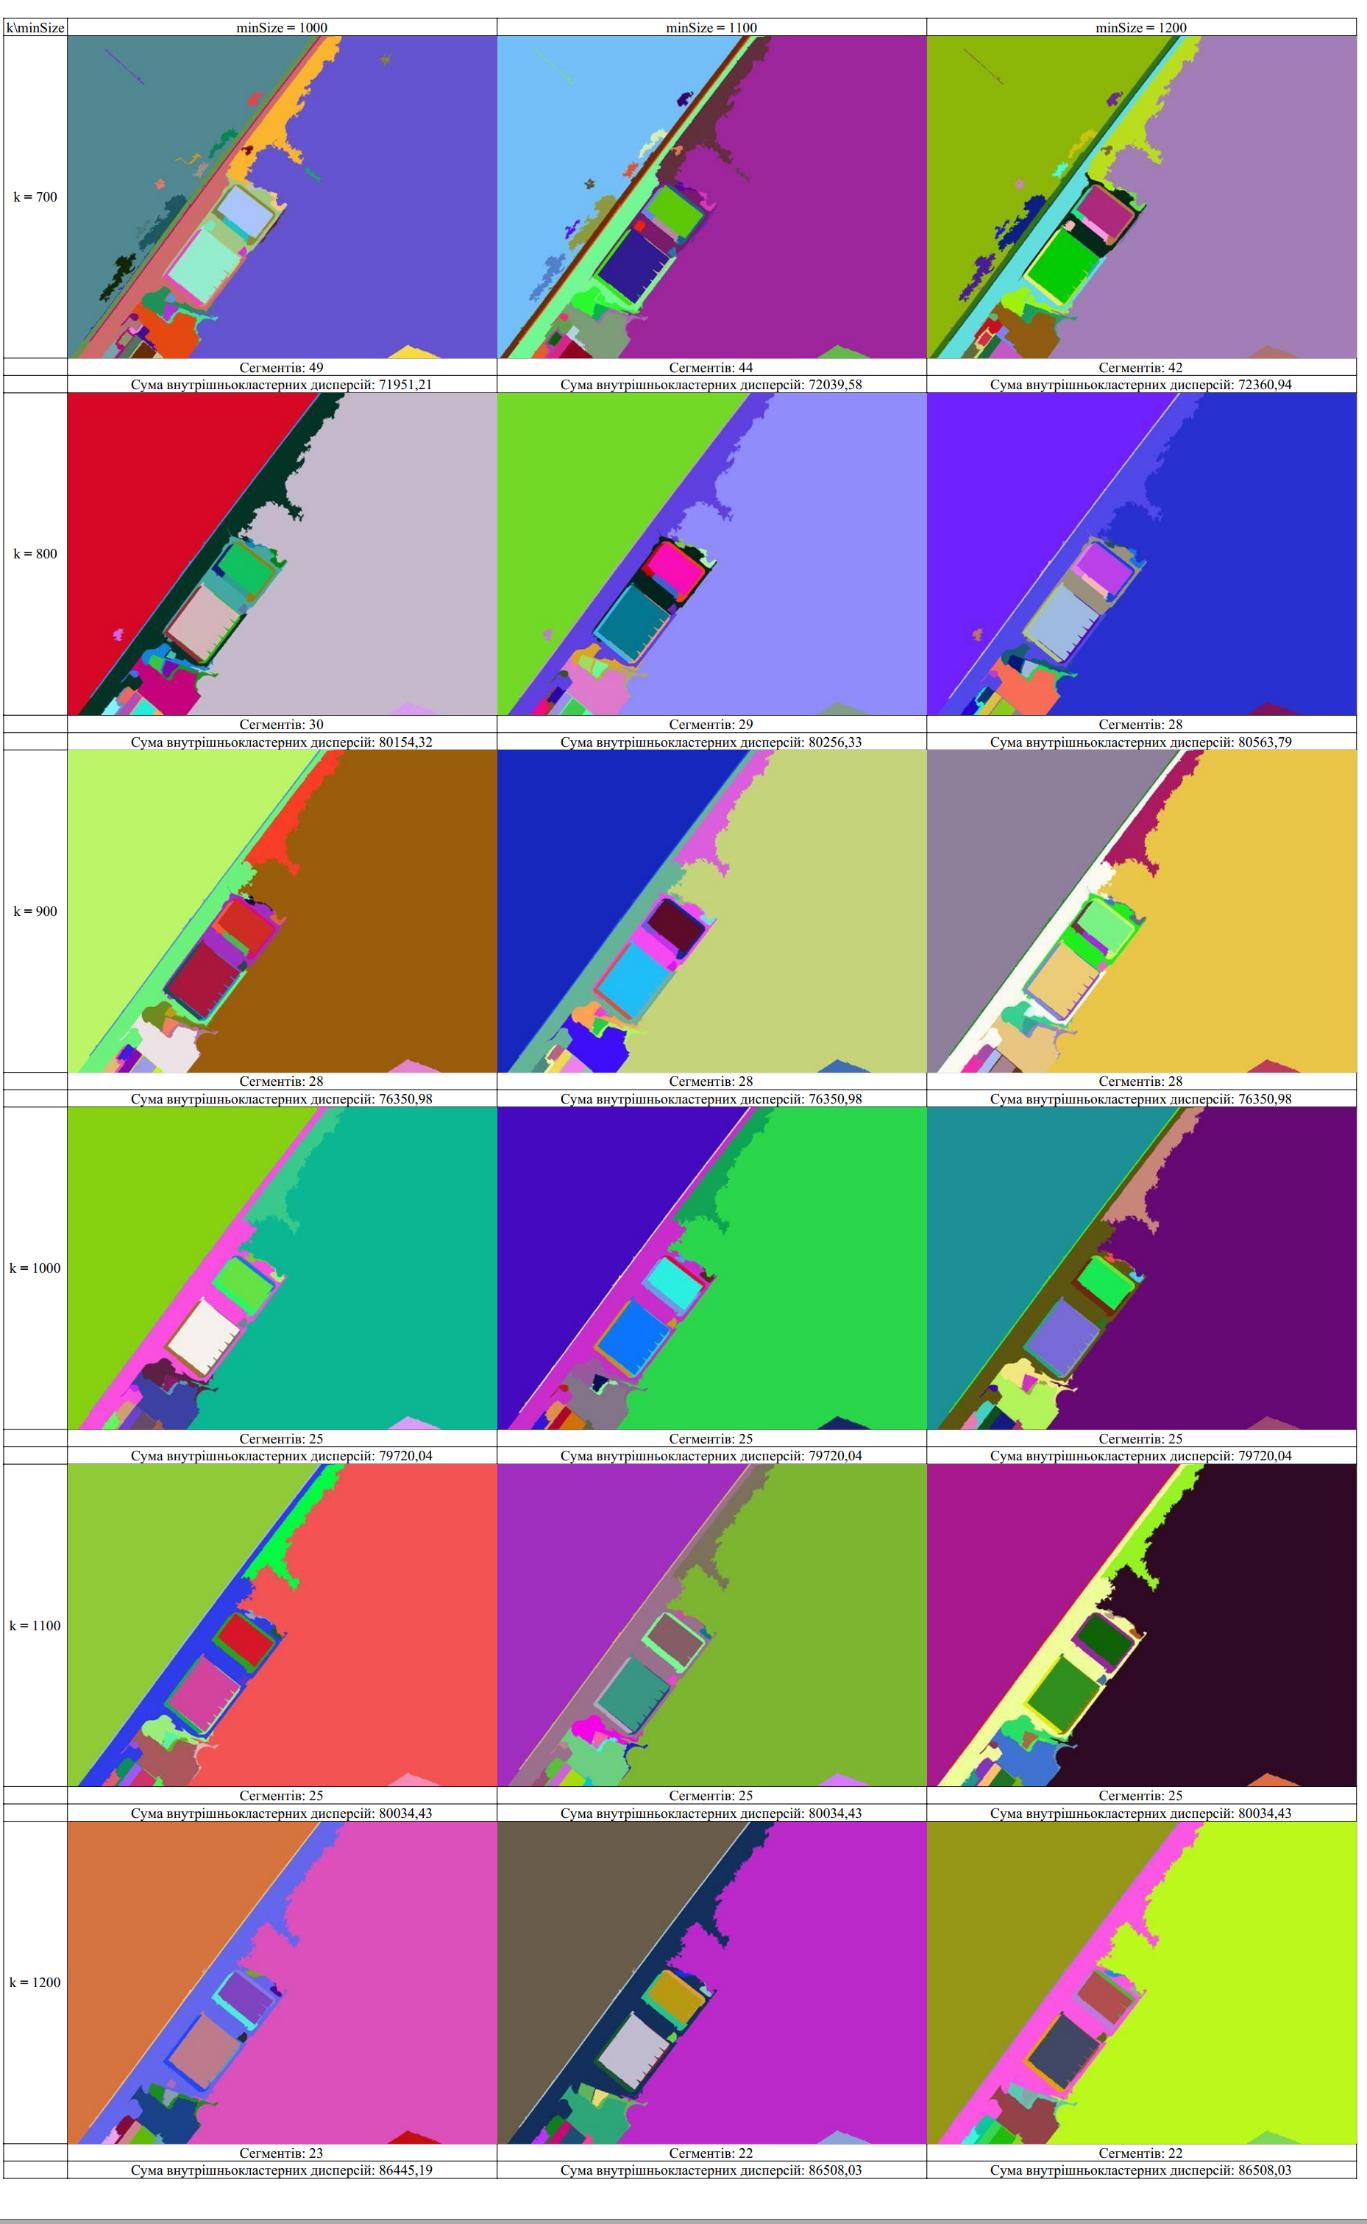 k\minSize minSize = 1000 minSize = 1100 minSize = 1200
k = 700
Сегментів: 49 Сегментів: 44 Сегментів: 42
Сума внутрішньокластерних дисперсій: 71951,21 Сума внутрішньокластерних дисперсій: 72039,58 Сума внутрішньокластерних дисперсій: 72360,94
k = 800
Сегментів: 30 Сегментів: 29 Сегментів: 28
Сума внутрішньокластерних дисперсій: 80154,32 Сума внутрішньокластерних дисперсій: 80256,33 Сума внутрішньокластерних дисперсій: 80563,79
k = 900
Сегментів: 28 Сегментів: 28 Сегментів: 28
Сума внутрішньокластерних дисперсій: 76350,98 Сума внутрішньокластерних дисперсій: 76350,98 Сума внутрішньокластерних дисперсій: 76350,98
k = 1000
Сегментів: 25 Сегментів: 25 Сегментів: 25
Сума внутрішньокластерних дисперсій: 79720,04 Сума внутрішньокластерних дисперсій: 79720,04 Сума внутрішньокластерних дисперсій: 79720,04
k = 1100
Сегментів: 25 Сегментів: 25 Сегментів: 25
Сума внутрішньокластерних дисперсій: 80034,43 Сума внутрішньокластерних дисперсій: 80034,43 Сума внутрішньокластерних дисперсій: 80034,43
k = 1200
Сегментів: 23 Сегментів: 22 Сегментів: 22
Сума внутрішньокластерних дисперсій: 86445,19 Сума внутрішньокластерних дисперсій: 86508,03 Сума внутрішньокластерних дисперсій: 86508,03